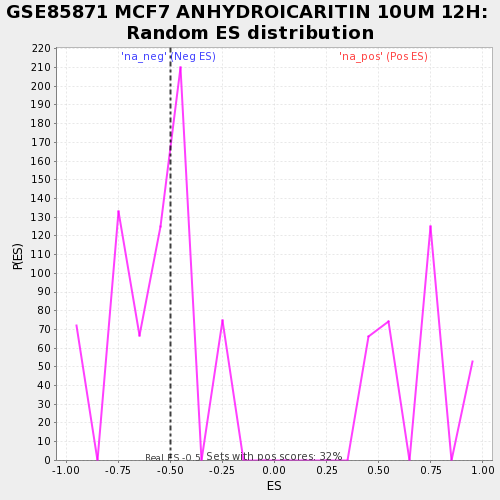 GSE85871 MCF7 ANHYDROICARITIN 10UM 12H:
Random ES distribution
'na_neg' (Neg ES)
'na_pos' (Pos ES)
220
210
200
190
180
170
160
150
140
130
120
110
100
90
80
70
60
50
40
30
20
10
0
P(ES)
Real ES -0.5
Sets with pos scores: 32%
-1.00 -0.75 -0.50 -0.25 0.00 0.25 0.50 0.75 1.00
ES